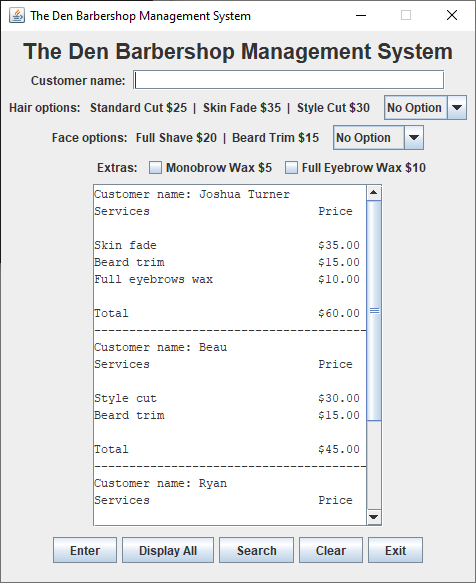 The Den Barbershop Management System
The Den Barbershop Management System
Customer name:
Hair options: Standard Cut $25 | Skin Fade $35 | Style Cut $30 No Option
Face options: Full Shave $20 | Beard Trim $15 No Option
Extras: Monobrow Wax $5 Full Eyebrow Wax $10
Customer name: Joshua Turner
Services Price
Skin fade $35.00
Beard trim $15.00
Full eyebrows wax $10.00
Total $60.00
--------------------------------------
Customer name: Beau
Services Price
Style cut $30.00
Beard trim $15.00
Total $45.00
--------------------------------------
Customer name: Ryan
Services Price
Enter Display All Search Clear Exit